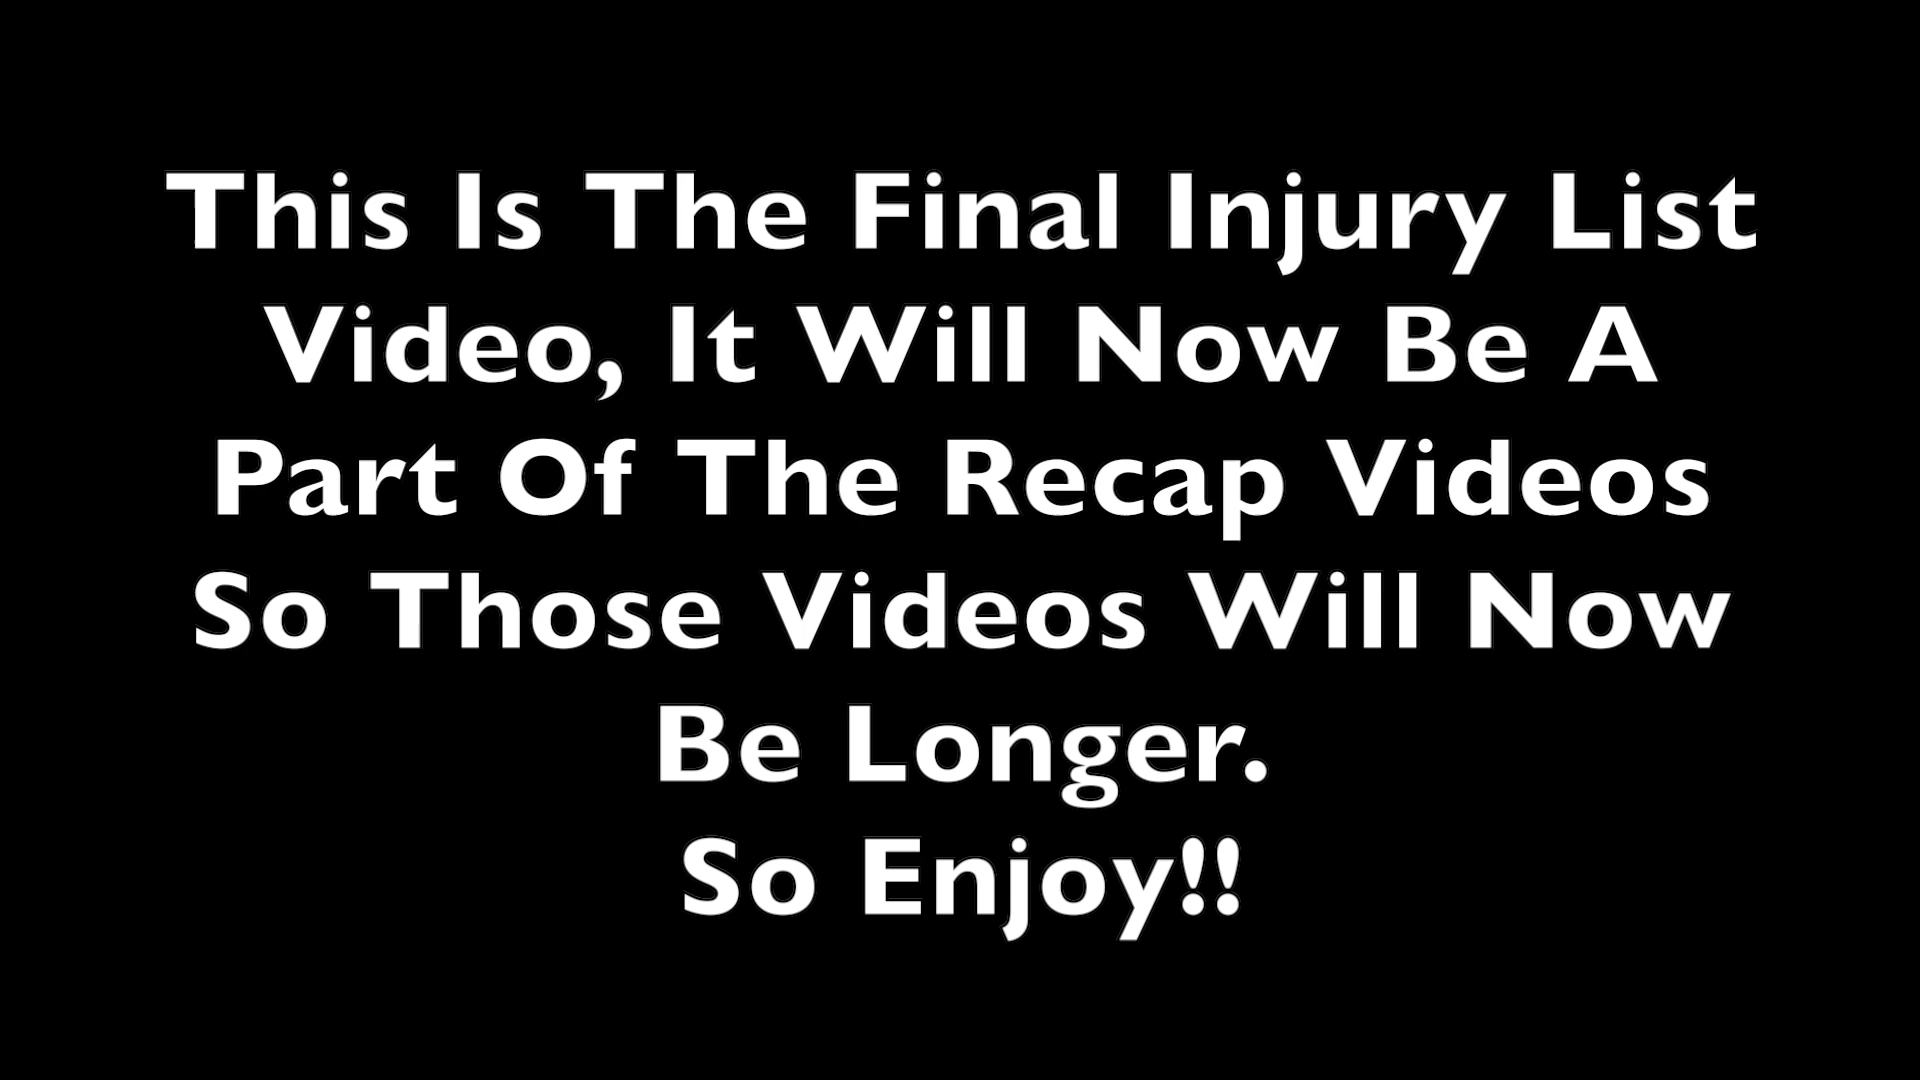 This Is The Final Injury List
Video, It Will Now Be A
Part Of The Recap Videos
So Those Videos Will Now
Be Longer.
So Enjoy!!